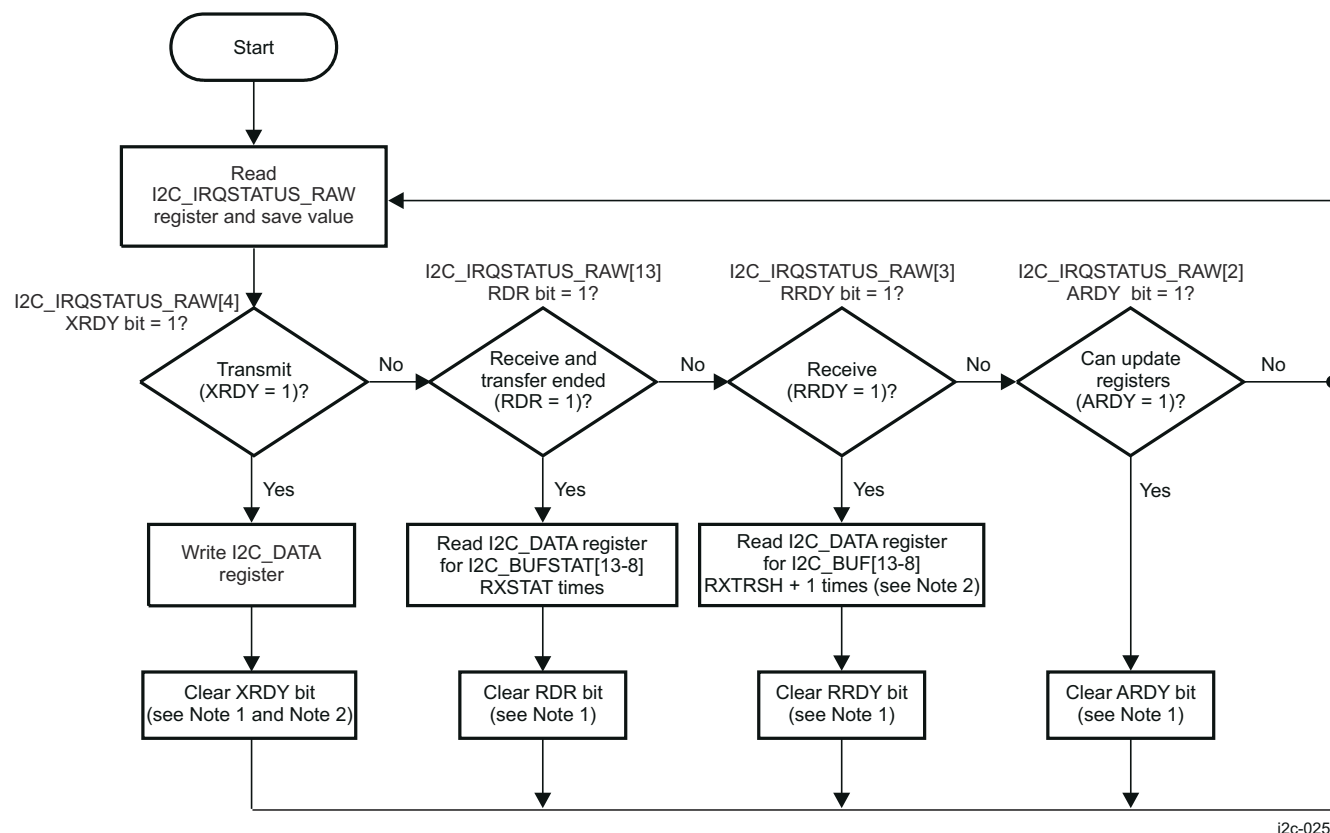 Start
Read
I2C_IRQSTATUS_RAW
register and save value
I2C_IRQSTATUS_RAW[4]
XRDY bit = 1?
I2C_IRQSTATUS_RAW[13]
RDR bit = 1?
I2C_IRQSTATUS_RAW[3]
RRDY bit = 1?
I2C_IRQSTATUS_RAW[2]
ARDY bit = 1?
Transmit
(XRDY = 1)?
No
Receive and
transfer ended
(RDR = 1)?
No
Receive
(RRDY = 1)?
No
Can update
registers
(ARDY = 1)?
No
Yes
Yes
Yes
Yes
Write I2C_DATA
register
Read I2C_DATA register
for I2C_BUFSTAT[13-8]
RXSTAT times
Read I2C_DATA register
for I2C_BUF[13-8]
RXTRSH + 1 times (see Note 2)
Clear XRDY bit
(see Note 1 and Note 2)
Clear RDR bit
(see Note 1)
Clear RRDY bit
(see Note 1)
Clear ARDY bit
(see Note 1)
i2c-025